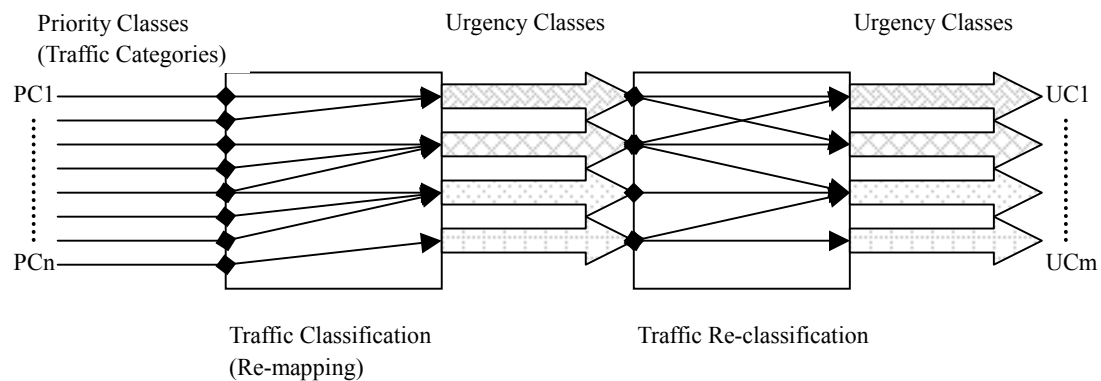 Priority Classes
(Traffic Categories)
Urgency Classes
Urgency Classes
PC1
UC1
PCn
UCm
Traffic Classification
(Re-mapping)
Traffic Re-classification